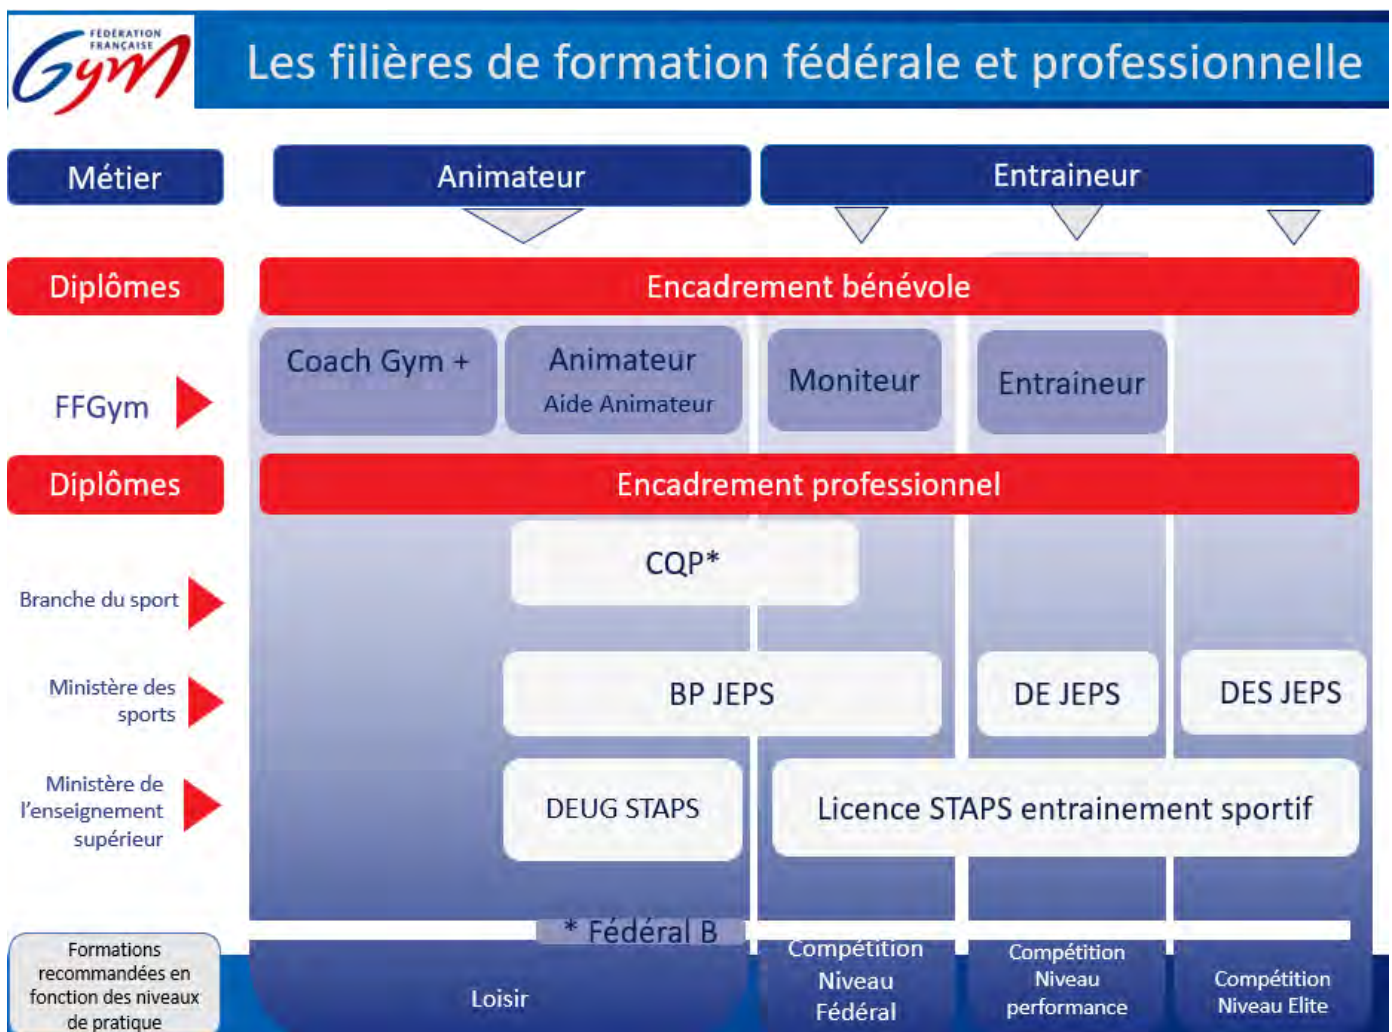 FÉDÉRATION
FRANÇAISE
Gym
Les filières de formation fédérale et professionnelle
Métier
Animateur
Entraineur
Diplômes
Encadrement bénévole
FFGym
Coach Gym +
Animateur
Aide Animateur
Moniteur
Entraineur
Diplômes
Encadrement professionnel
Branche du sport
CQP*
Ministère des
sports
BP JEPS
DE JEPS
DES JEPS
Ministère de
l'enseignement
supérieur
DEUG STAPS
Licence STAPS entrainement sportif
* Fédéral B
Formations
recommandées en
fonction des niveaux
de pratique
Loisir
Compétition
Niveau
Fédéral
Compétition
Niveau
performance
Compétition
Niveau Elite